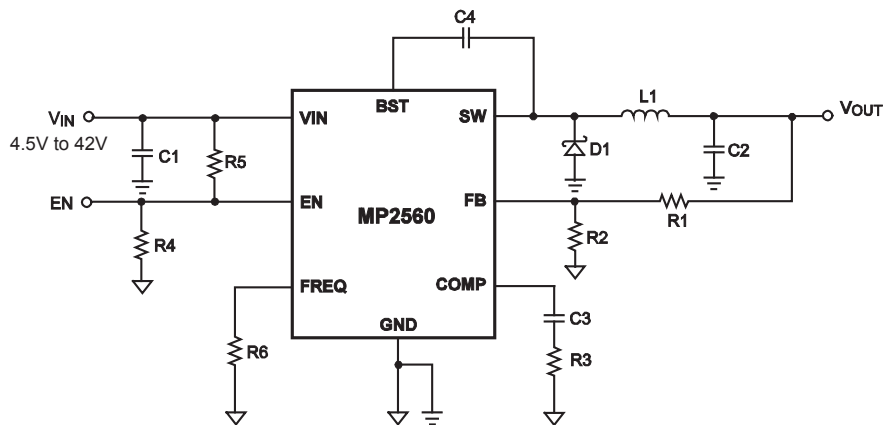 C4
L1
VIN
VOUT
4.5V to 42V
VIN
BST
SW
C1
R5
D1
C2
EN
EN
MP2560
FB
R1
R4
R2
FREQ
COMP
C3
GND
R6
R3